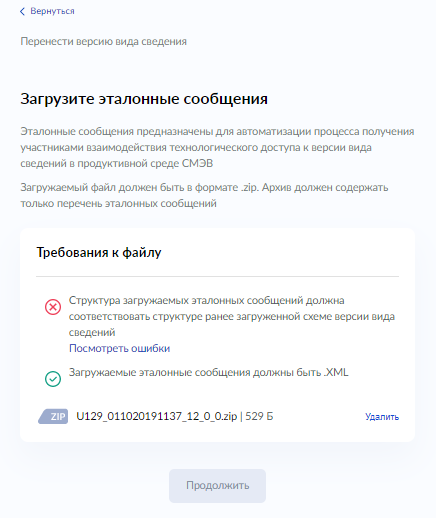 Вернуться
Перенести версию вида сведения
Загрузите эталонные сообщения
Эталонные сообщения предназначены для автоматизации процесса получения
участниками взаимодействия технологического доступа к версии вида
сведений в продуктивной среде СМЭВ
Загружаемый файл должен быть в формате .zip. Архив должен содержать
только перечень эталонных сообщений
Требования к файлу
Структура загружаемых эталонных сообщений должна
соответствовать структуре ранее загруженной схеме версии вида
сведений
Посмотреть ошибки
Загружаемые эталонные сообщения должны быть .XML
ZIP U129_011020191137_12_0_0.zip | 529 Б Удалить
Продолжить